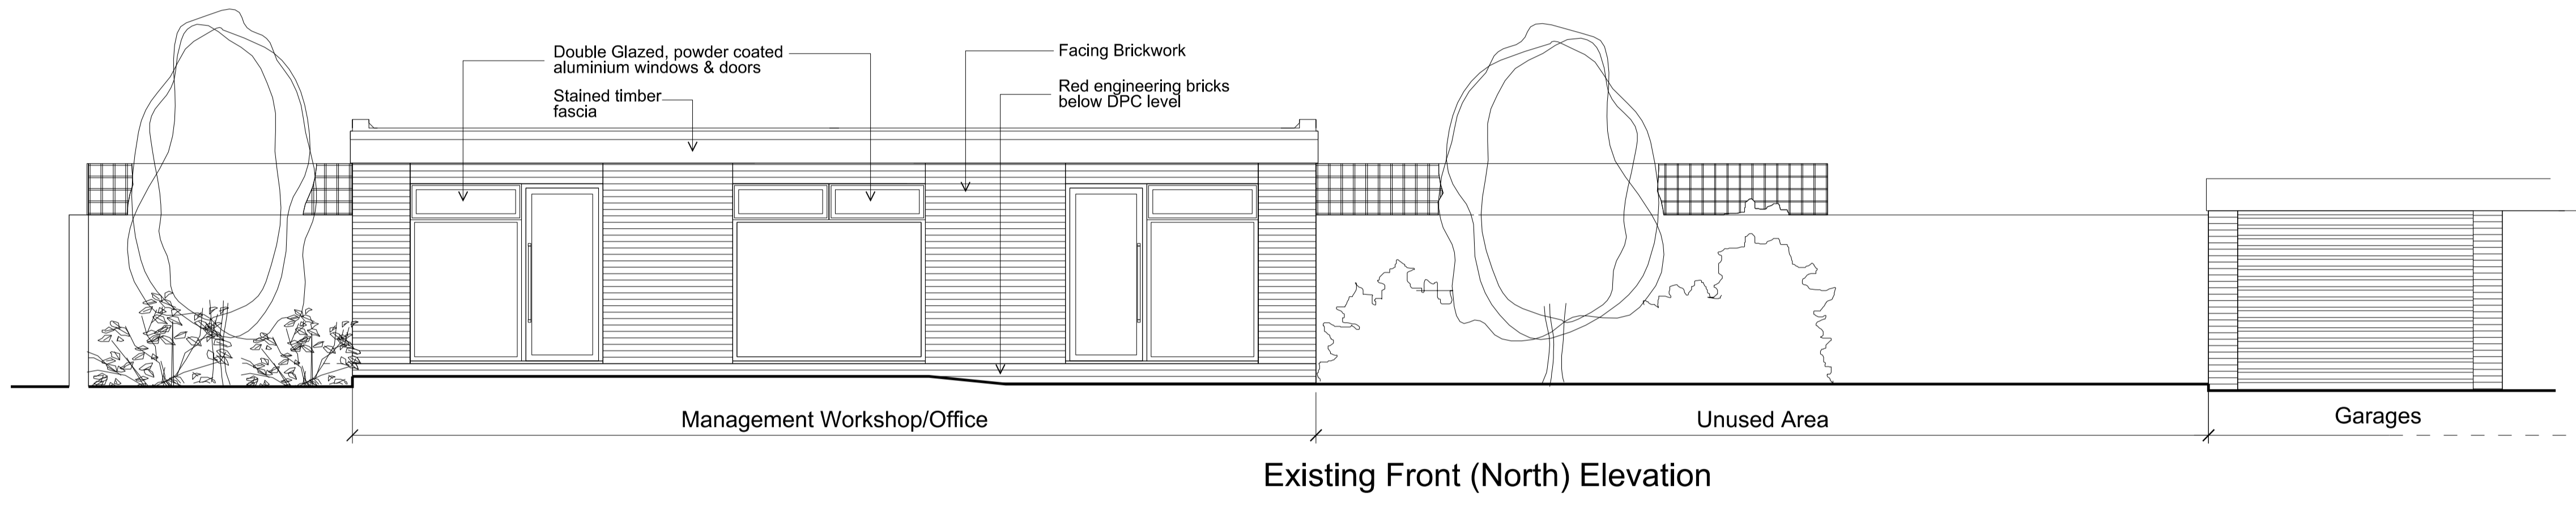 Double Glazed, powder coated
aluminium windows & doors
Stained timber
fascia
Facing Brickwork
Red engineering bricks
below DPC level
Management Workshop/Office
Unused Area
Garages
Existing Front (North) Elevation